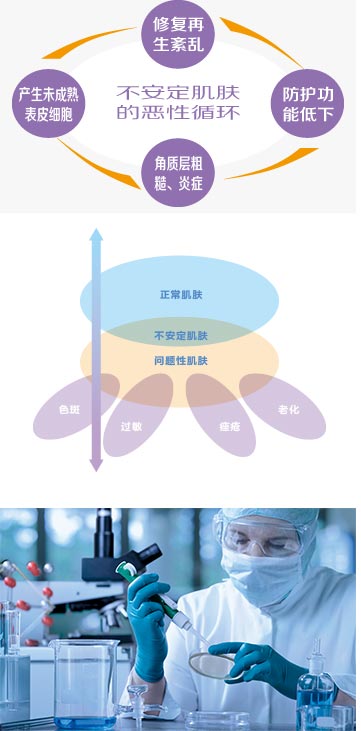 修复再
生紊乱
产生未成熟
表皮细胞
不安定肌肤
的恶性循环
防护功
能低下
角质层粗
糙、炎症
正常肌肤
不安定肌肤
问题性肌肤
色斑
过敏
痘痘
老化